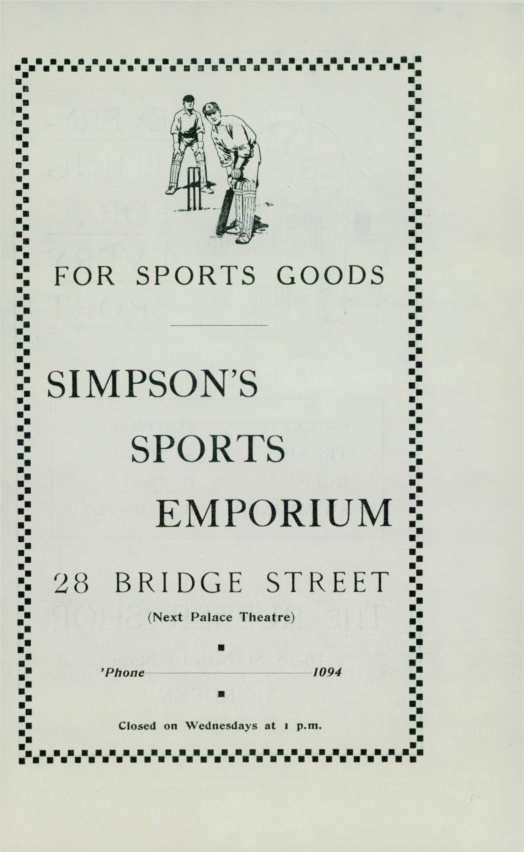 FOR SPORTS GOODS
SIMPSON'S
SPORTS
EMPORIUM
28 BRIDGE STREET
(Next Palace Theatre)
'Phone 1094
Closed on Wednesdays at 1 p.m.